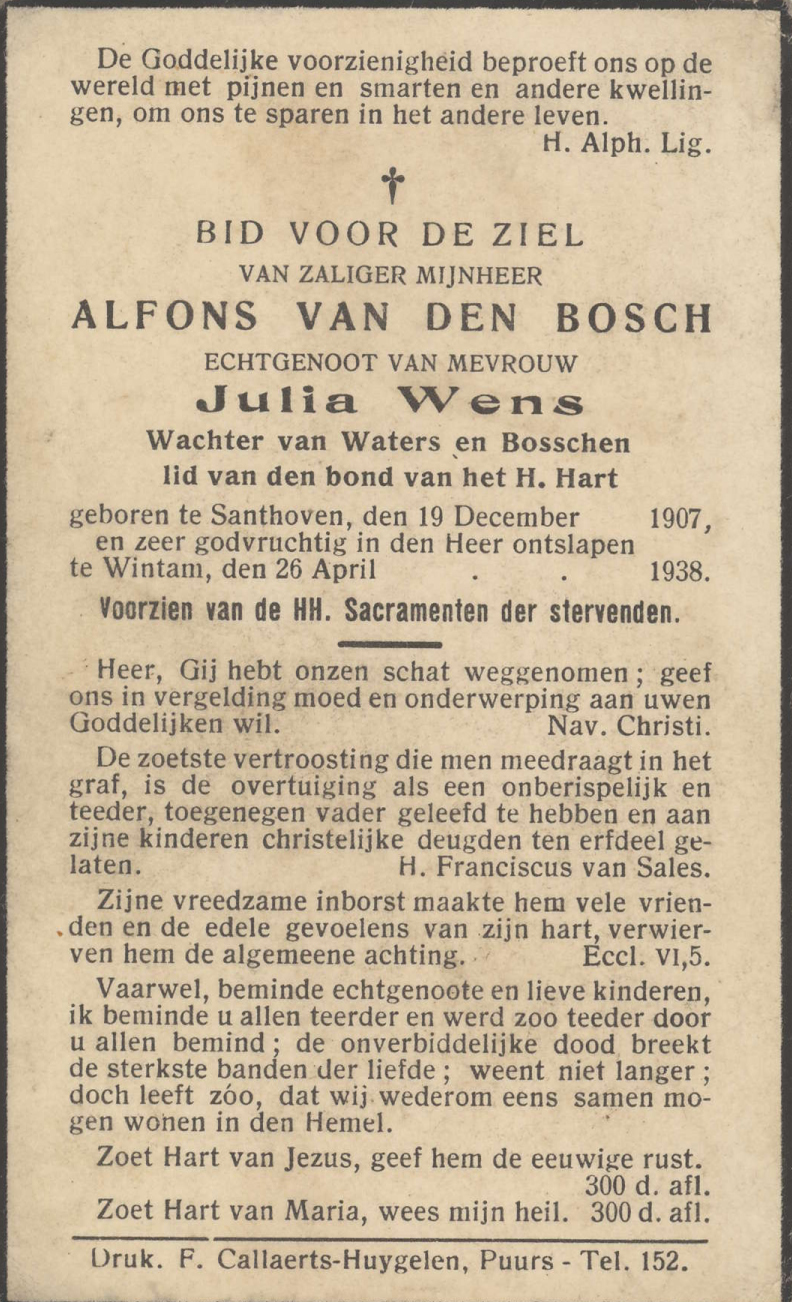 De Goddelijke voorzienigheid beproeft ons op de
wereld met pijnen en smarten en andere kwellin-
gen, om ons te sparen in het andere leven.
H. Alph. Lig.
†
BID VOOR DE ZIEL
VAN ZALIGER MIJNHEER
ALFONS VAN DEN BOSCH
ECHTGENOOT VAN MEVROUW
Julia Wens
Wachter van Waters en Bosschen
lid van den bond van het H. Hart
geboren te Santhoven, den 19 December 1907,
en zeer godvruchtig in den Heer ontslapen
te Wintam, den 26 April . . 1938.
Voorzien van de HH. Sacramenten der stervenden.
Heer, Gij hebt onzen schat weggenomen ; geef
ons in vergelding moed en onderwerping aan uwen
Goddelijken wil. Nav. Christi.
De zoetste vertroosting die men meedraagt in het
graf, is de overtuiging als een onberispelijk en
teeder, toegenegen vader geleefd te hebben en aan
zijne kinderen christelijke deugden ten erfdeel ge-
laten. H. Franciscus van Sales.
Zijne vreedzame inborst maakte hem vele vrien-
den en de edele gevoelens van zijn hart, verwier-
ven hem de algemeene achting. Eccl. VI,5.
Vaarwel, beminde echtgenoote en lieve kinderen,
ik beminde u allen teerder en werd zoo teeder door
u allen bemind ; de onverbiddelijke dood breekt
de sterkste banden der liefde ; weent niet langer ;
doch leeft zóo, dat wij wederom eens samen mo-
gen wonen in den Hemel.
Zoet Hart van Jezus, geef hem de eeuwige rust.
300 d. afl.
Zoet Hart van Maria, wees mijn heil. 300 d. afl.
Druk. F. Callaerts-Huygelen, Puurs - Tel. 152.